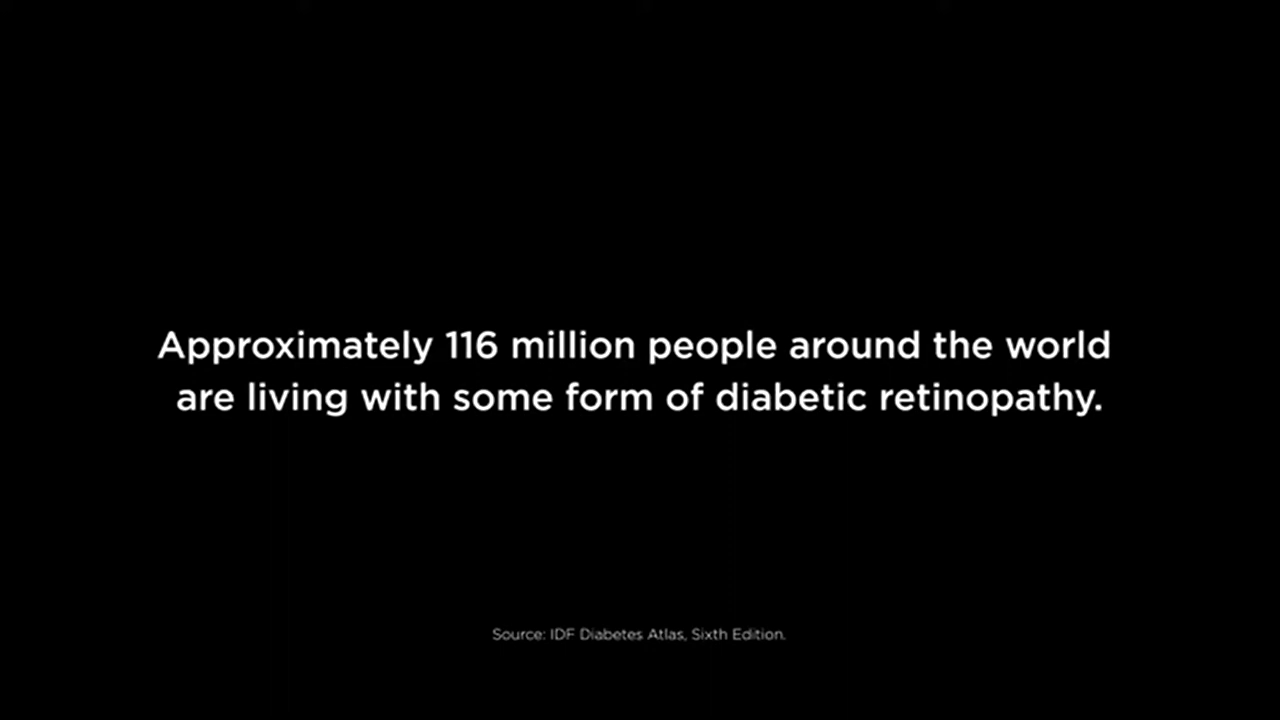 Approximately 116 million people around the world
are living with some form of diabetic retinopathy.
Source: IDF Diabetes Atlas, Sixth Edition.